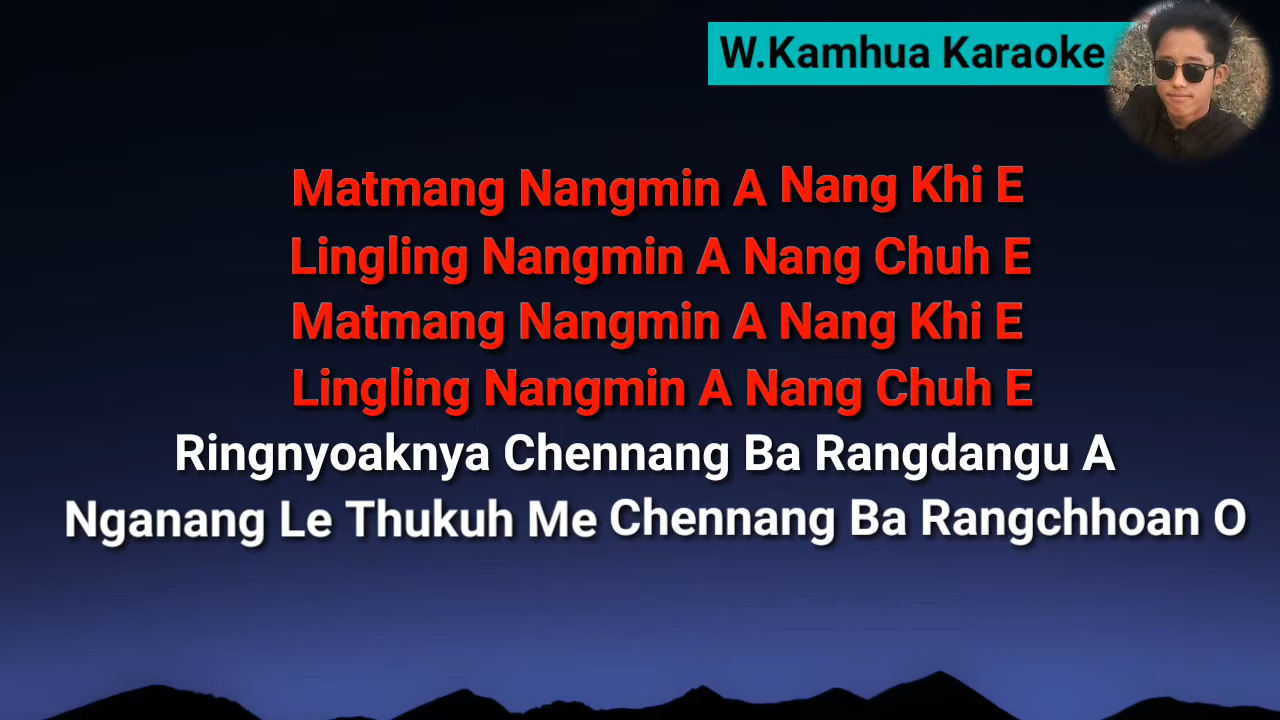 W.Kamhua Karaoke
Matmang Nangmin A Nang Khi E
Lingling Nangmin A Nang Chuh E
Matmang Nangmin A Nang Khi E
Lingling Nangmin A Nang Chuh E
Ringnyoaknya Chennang Ba Rangdangu A
Nganang Le Thukuh Me Chennang Ba Rangchhoan O